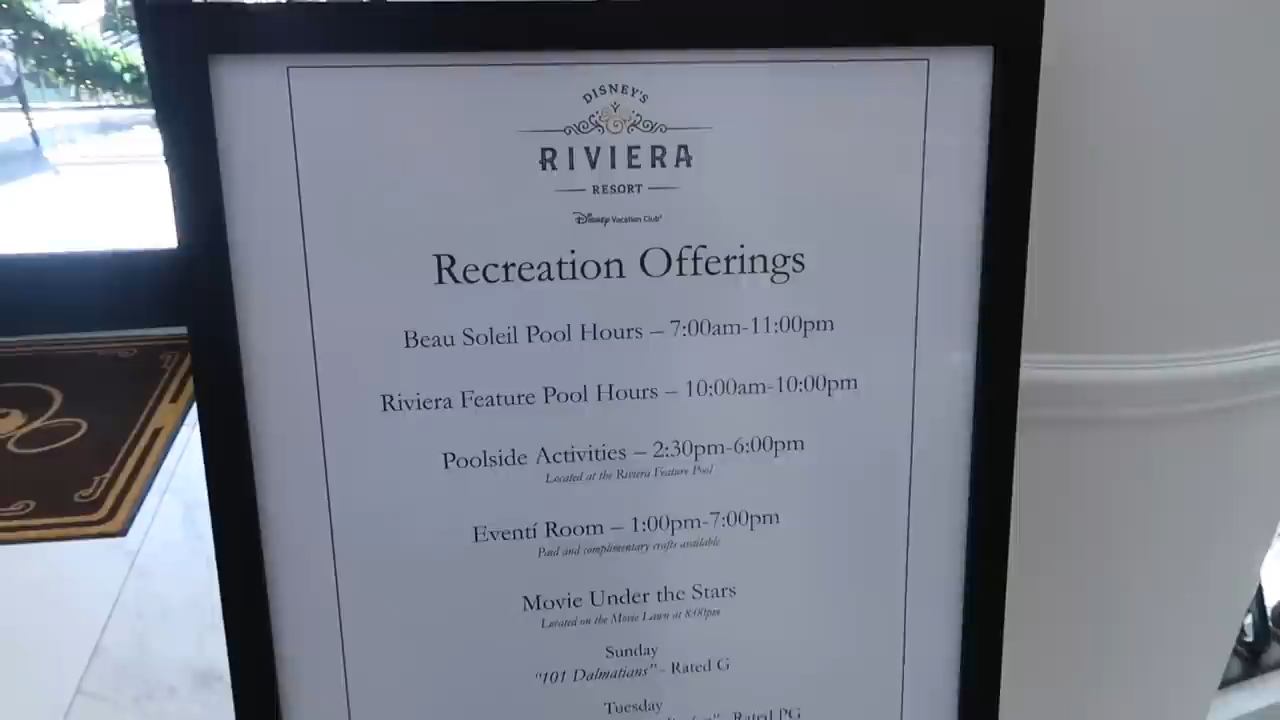 DISNEY'S
RIVIERA
RESORT
Disney Vacation Club®
Recreation Offerings
Beau Soleil Pool Hours – 7:00am-11:00pm
Riviera Feature Pool Hours – 10:00am-10:00pm
Poolside Activities – 2:30pm-6:00pm
Located at the Riviera Feature Pool
Eventí Room – 1:00pm-7:00pm
Paid and complimentary crafts available
Movie Under the Stars
Located on the Movie Lawn at 8:00pm
Sunday
"101 Dalmatians" - Rated G
Tuesday
Rated PG